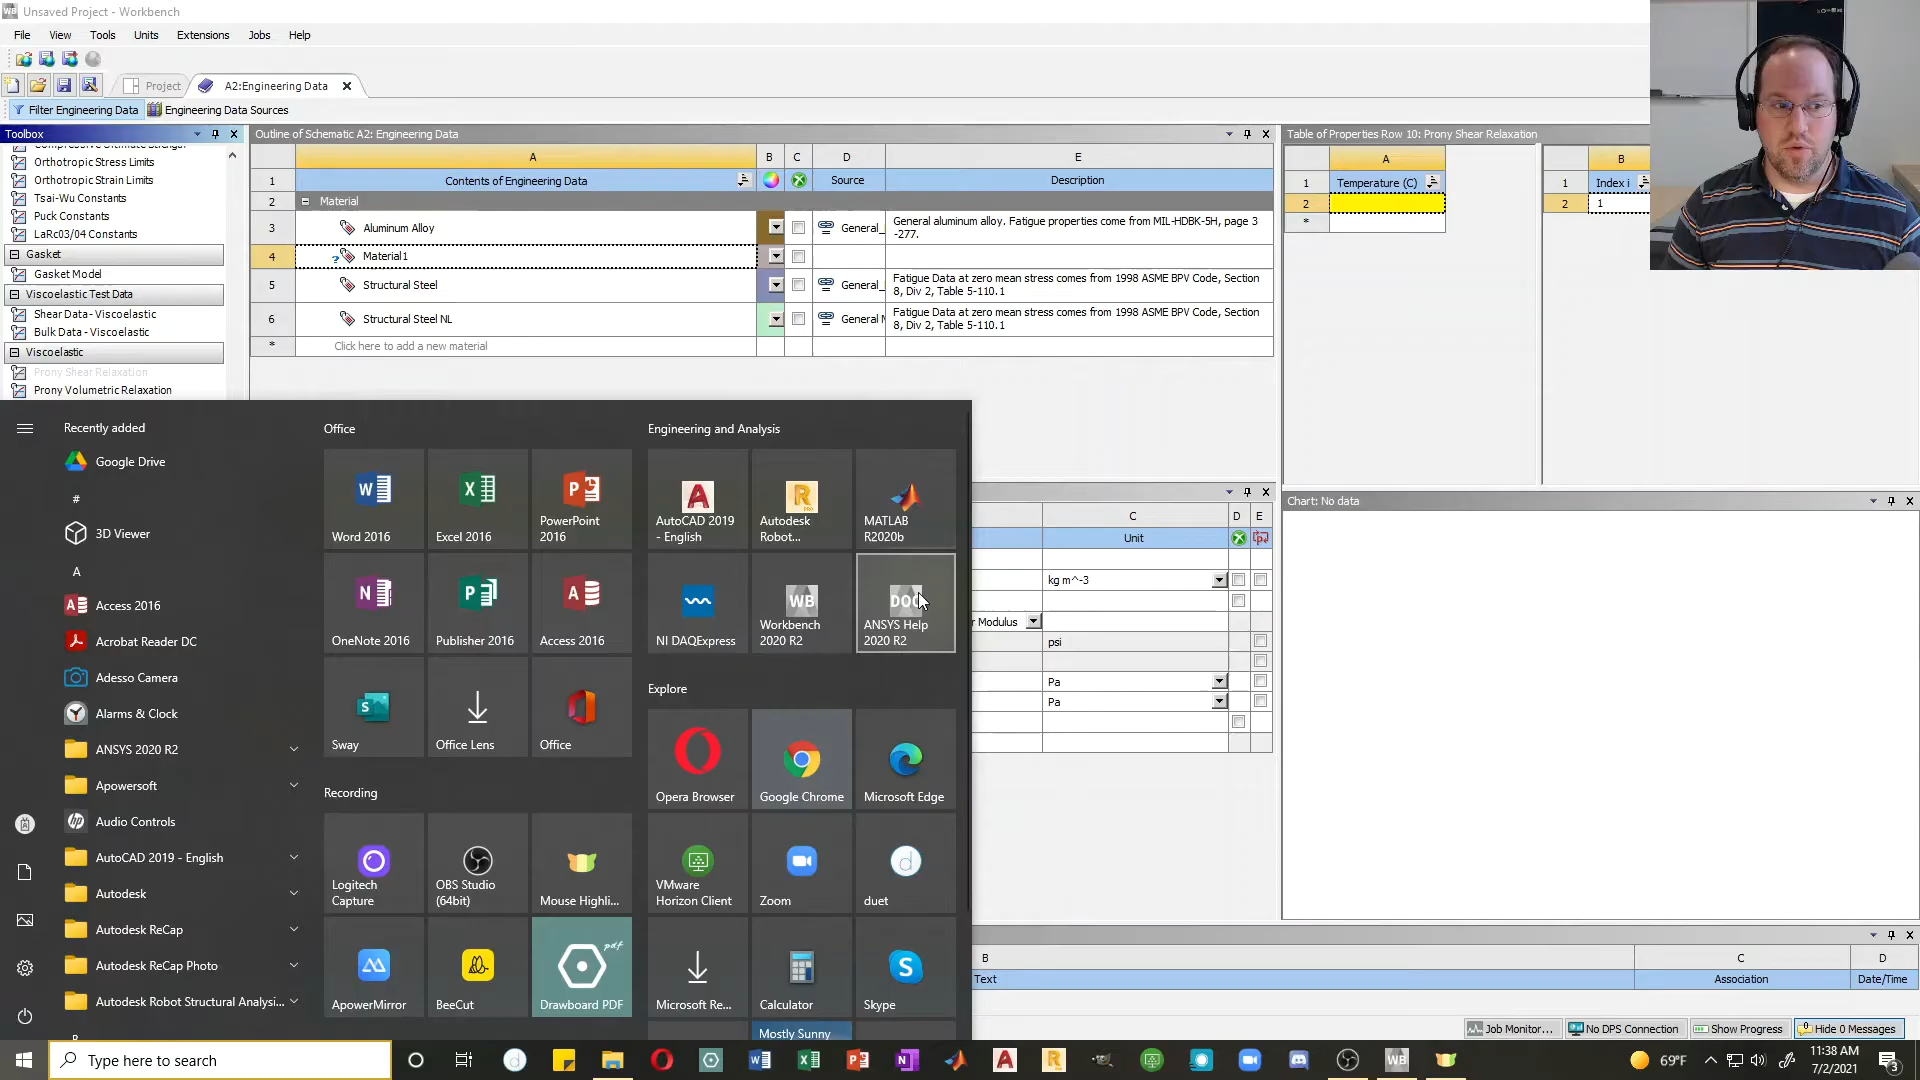 Unsaved Project - Workbench
File View Tools Units Extensions Jobs Help
Project A2:Engineering Data
Filter Engineering Data Engineering Data Sources
Toolbox
Orthotropic Stress Limits
Orthotropic Strain Limits
Tsai-Wu Constants
Puck Constants
LaRc03/04 Constants
Gasket
Gasket Model
Viscoelastic Test Data
Shear Data - Viscoelastic
Bulk Data - Viscoelastic
Viscoelastic
Prony Shear Relaxation
Prony Volumetric Relaxation
Outline of Schematic A2: Engineering Data
A B C D E
1 Contents of Engineering Data Source Description
2 Material
3 Aluminum Alloy General_ General aluminum alloy. Fatigue properties come from MIL-HDBK-5H, page 3
-277.
4 ? Material1
5 Structural Steel General_ Fatigue Data at zero mean stress comes from 1998 ASME BPV Code, Section
8, Div 2, Table 5-110.1
6 Structural Steel NL General Fatigue Data at zero mean stress comes from 1998 ASME BPV Code, Section
8, Div 2, Table 5-110.1
* Click here to add a new material
Table of Properties Row 10: Prony Shear Relaxation
A B
1 Temperature (C) 1 Index i
2 2 1
*
C D E
Unit
kg m^-3
Modulus
psi
Pa
Pa
Chart: No data
B C D
Text Association Date/Time
Job Monitor... No DPS Connection Show Progress Hide 0 Messages
Recently added
Google Drive
#
3D Viewer
A
Access 2016
Acrobat Reader DC
Adesso Camera
Alarms & Clock
ANSYS 2020 R2
Apowersoft
Audio Controls
AutoCAD 2019 - English
Autodesk
Autodesk ReCap
Autodesk ReCap Photo
Autodesk Robot Structural Analysi...
Office
Word 2016 Excel 2016 PowerPoint
2016
OneNote 2016 Publisher 2016 Access 2016
Sway Office Lens Office
Recording
Logitech
Capture
OBS Studio
(64bit)
Mouse Highli...
ApowerMirror BeeCut Drawboard PDF
Engineering and Analysis
AutoCAD 2019
- English
Autodesk
Robot...
MATLAB
R2020b
NI DAQExpress
Workbench
2020 R2
ANSYS Help
2020 R2
Explore
Opera Browser Google Chrome Microsoft Edge
VMware
Horizon Client
Zoom duet
Microsoft Re... Calculator Skype
Mostly Sunny
Type here to search
69°F
11:38 AM
7/2/2021
3